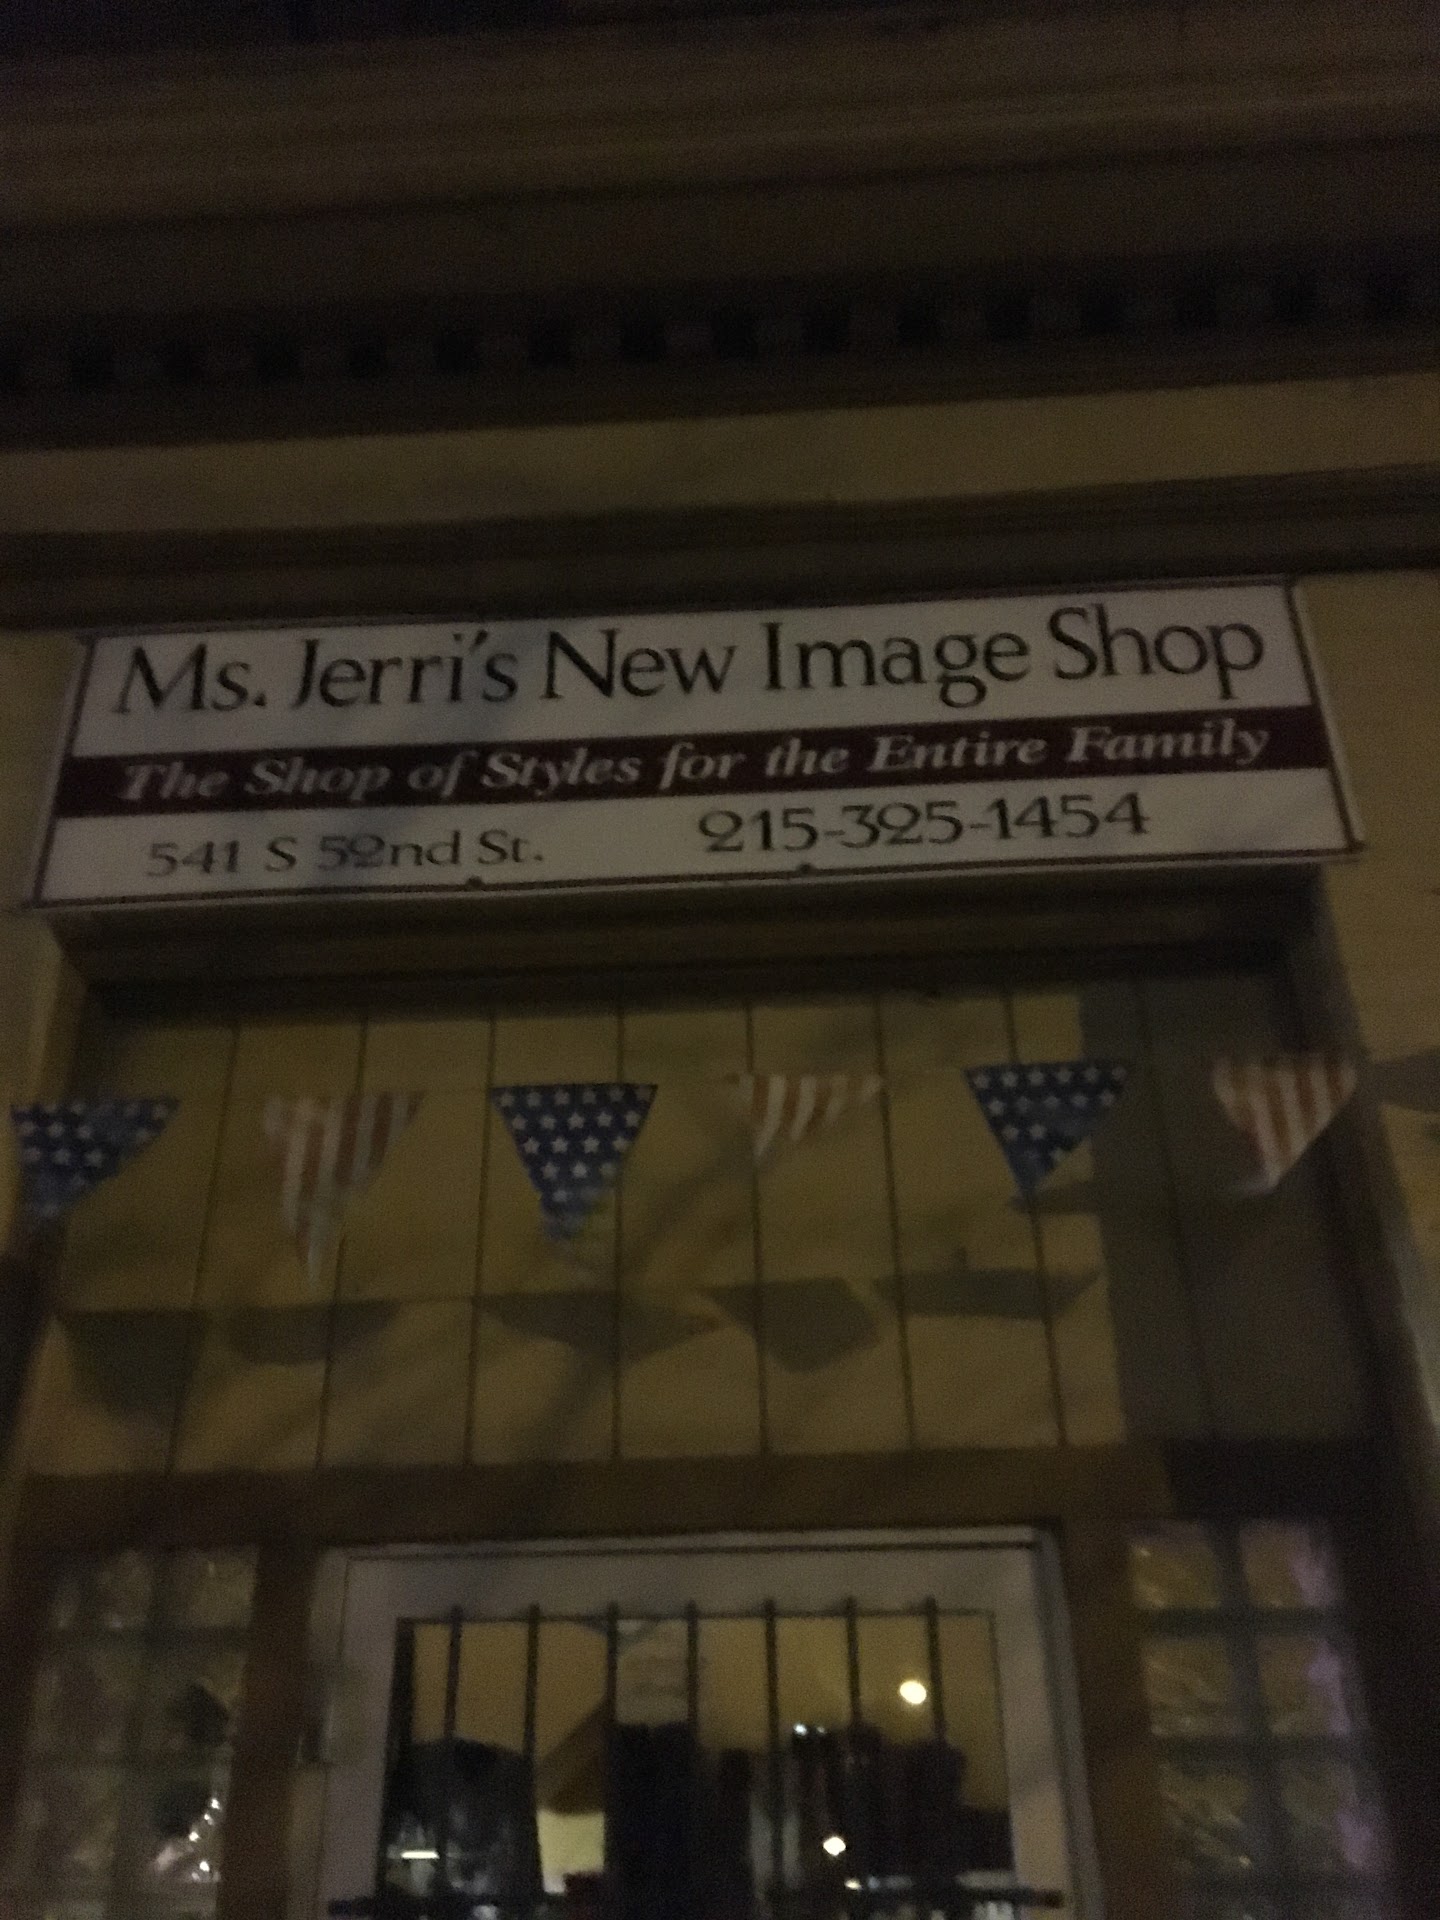 Ms. Jerri's New Image Shop
The Shop of Styles for the Entire Family
541 S 52nd St. 215-325-1454